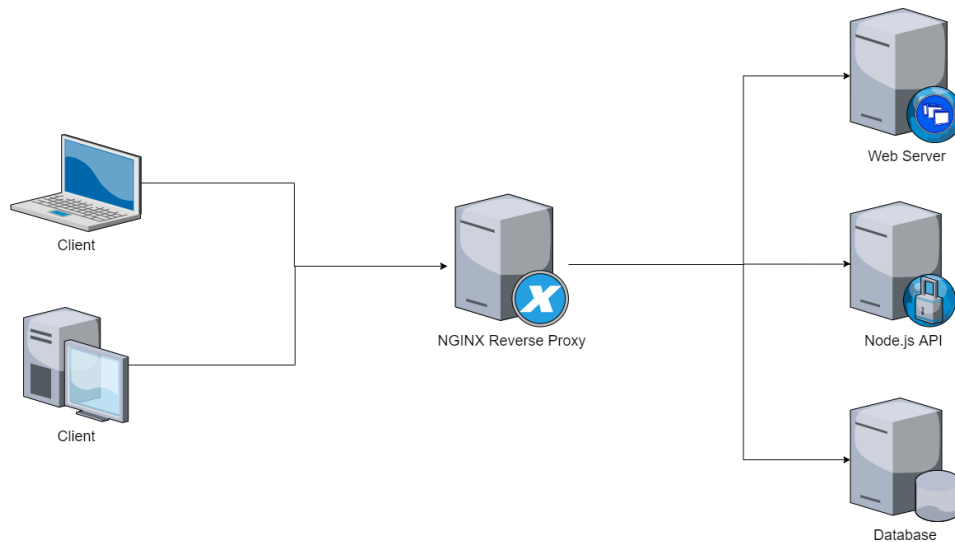 Web Server
Client
NGINX Reverse Proxy
Node.js API
Client
Database